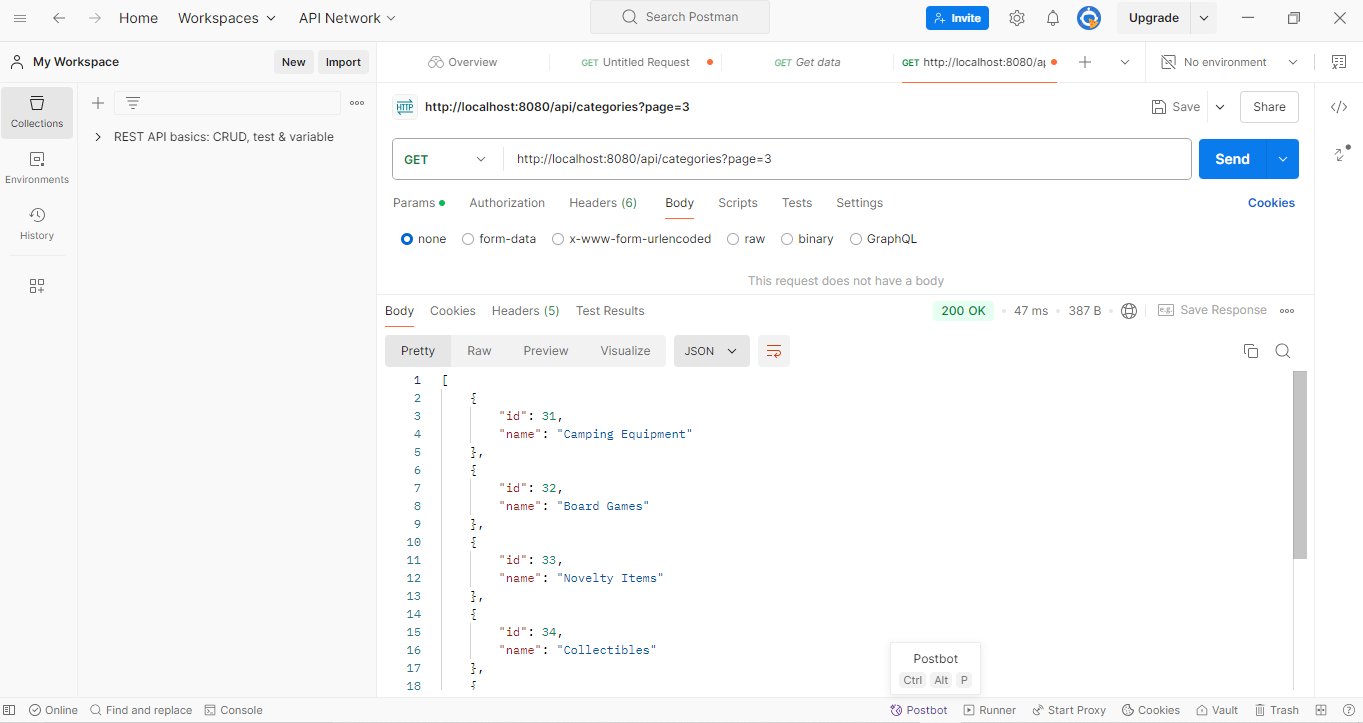 Home Workspaces API Network Search Postman Invite Upgrade
My Workspace New Import Overview GET Untitled Request GET Get data GET http://localhost:8080/a No environment
Collections
Environments
History
REST API basics: CRUD, test & variable
HTTP http://localhost:8080/api/categories?page=3 Save Share
GET http://localhost:8080/api/categories?page=3 Send
Params Authorization Headers (6) Body Scripts Tests Settings Cookies
none form-data x-www-form-urlencoded raw binary GraphQL
This request does not have a body
Body Cookies Headers (5) Test Results 200 OK 47 ms 387 B e.g. Save Response
Pretty Raw Preview Visualize JSON
1 [
2 {
3 "id": 31,
4 "name": "Camping Equipment"
5 },
6 {
7 "id": 32,
8 "name": "Board Games"
9 },
10 {
11 "id": 33,
12 "name": "Novelty Items"
13 },
14 {
15 "id": 34,
16 "name": "Collectibles"
17 },
18 {
Postbot
Ctrl Alt P
Online Find and replace Console Postbot Runner Start Proxy Cookies Vault Trash